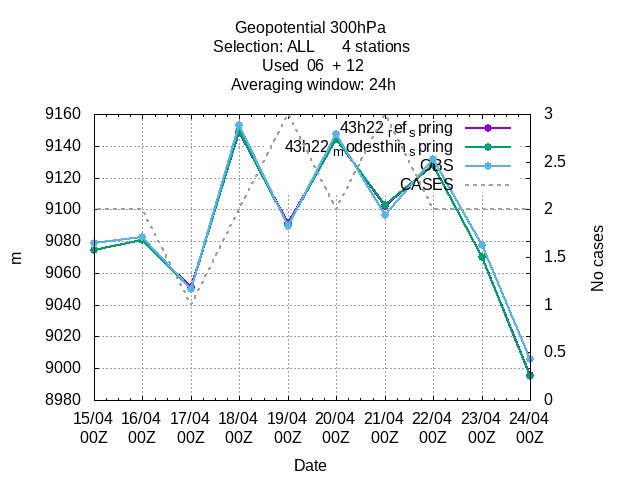 Geopotential 300hPa
Selection: ALL 4 stations
Used 06 + 12
Averaging window: 24h
9160
9140
9120
9100
9080
9060
9040
9020
9000
8980
m
3
2.5
2
1.5
1
0.5
0
No cases
43h22refspring
43h22modesthinspring
OBS
CASES
15/04 16/04 17/04 18/04 19/04 20/04 21/04 22/04 23/04 24/04
00Z 00Z 00Z 00Z 00Z 00Z 00Z 00Z 00Z 00Z
Date